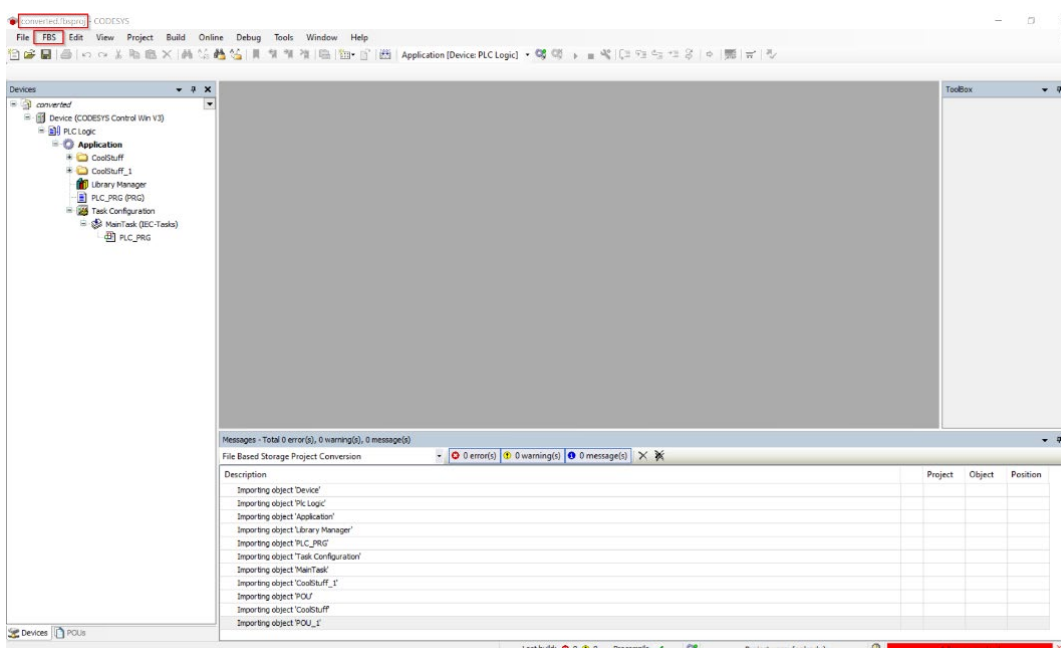 converted.fbsproj - CODESYS
File FBS Edit View Project Build Online Debug Tools Window Help
Application [Device: PLC Logic]
Devices
converted
Device (CODESYS Control Win V3)
PLC Logic
Application
CoolStuff
CoolStuff_1
Library Manager
PLC_PRG (PRG)
Task Configuration
MainTask (IEC-Tasks)
PLC_PRG
Devices POUs
ToolBox
Messages - Total 0 error(s), 0 warning(s), 0 message(s)
File Based Storage Project Conversion 0 error(s) 0 warning(s) 0 message(s)
Description Project Object Position
Importing object 'Device'
Importing object 'Plc Logic'
Importing object 'Application'
Importing object 'Library Manager'
Importing object 'PLC_PRG'
Importing object 'Task Configuration'
Importing object 'MainTask'
Importing object 'CoolStuff_1'
Importing object 'POU'
Importing object 'CoolStuff'
Importing object 'POU_1'